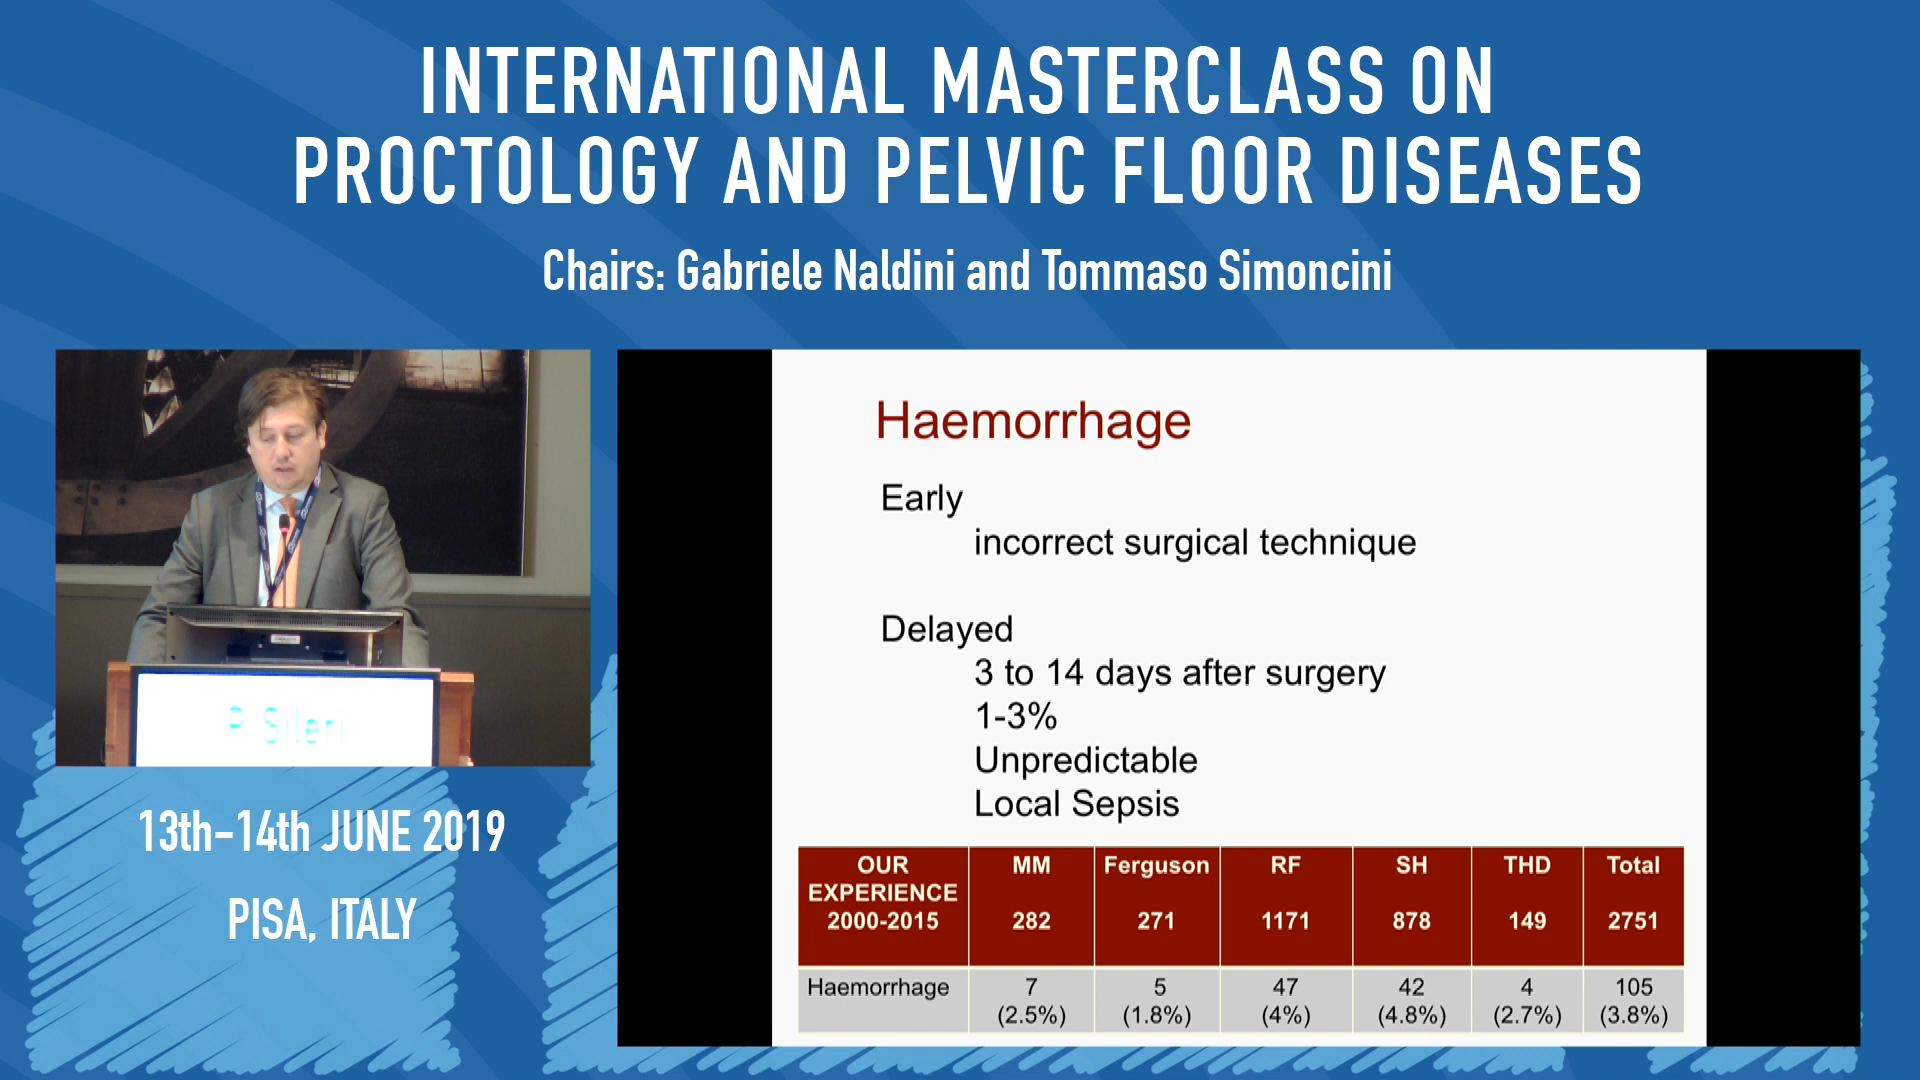 INTERNATIONAL MASTERCLASS ON
PROCTOLOGY AND PELVIC FLOOR DISEASES
Chairs: Gabriele Naldini and Tommaso Simoncini
P Sileri
13th-14th JUNE 2019
PISA, ITALY
Haemorrhage
Early
incorrect surgical technique
Delayed
3 to 14 days after surgery
1-3%
Unpredictable
Local Sepsis
OUR EXPERIENCE 2000-2015 MM 282 Ferguson 271 RF 1171 SH 878 THD 149 Total 2751
Haemorrhage 7 (2.5%) 5 (1.8%) 47 (4%) 42 (4.8%) 4 (2.7%) 105 (3.8%)